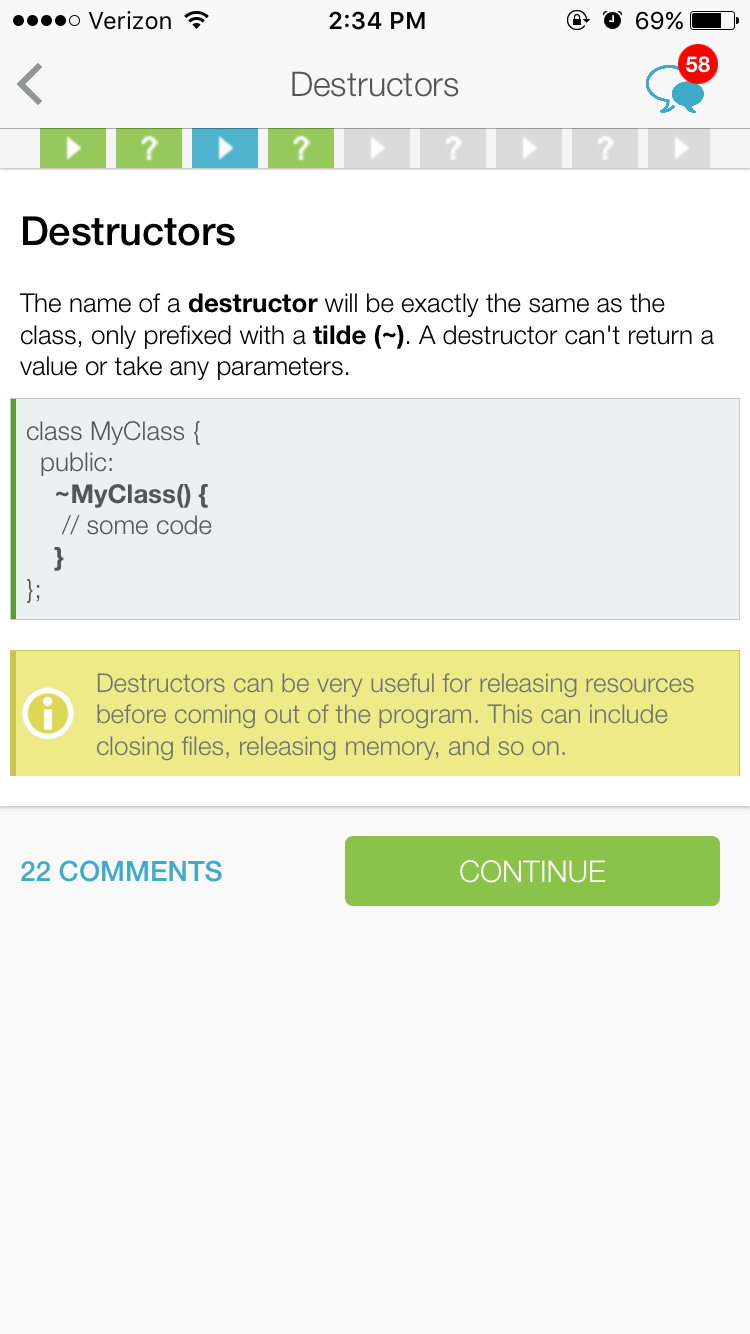 Verizon 2:34 PM 69%
Destructors
58
? ? ? ?
Destructors
The name of a destructor will be exactly the same as the
class, only prefixed with a tilde (~). A destructor can't return a
value or take any parameters.
class MyClass {
public:
~MyClass() {
// some code
}
};
Destructors can be very useful for releasing resources
before coming out of the program. This can include
closing files, releasing memory, and so on.
22 COMMENTS CONTINUE